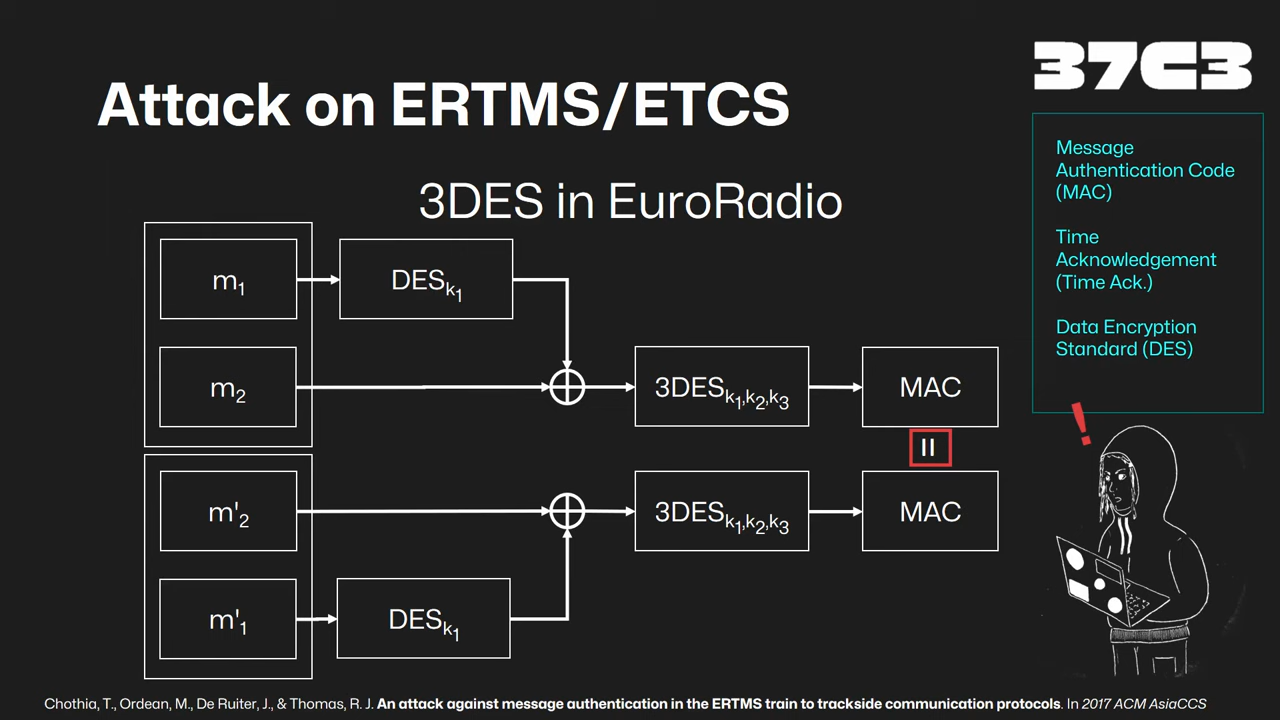 37C3
Attack on ERTMS/ETCS
3DES in EuroRadio
Message
Authentication Code
(MAC)
Time
Acknowledgement
(Time Ack.)
Data Encryption
Standard (DES)
m1
DESk1
m2
3DESk1,k2,k3
MAC
=
m'2
3DESk1,k2,k3
MAC
m'1
DESk1
!
Chothia, T., Ordean, M., De Ruiter, J., & Thomas, R. J. An attack against message authentication in the ERTMS train to trackside communication protocols. In 2017 ACM AsiaCCS